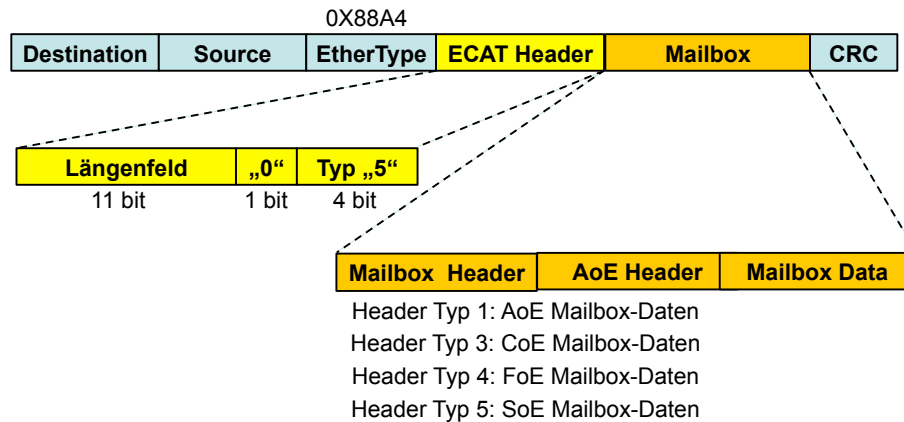 0X88A4
Destination Source EtherType ECAT Header Mailbox CRC
Längenfeld „0“ Typ „5“
11 bit 1 bit 4 bit
Mailbox Header AoE Header Mailbox Data
Header Typ 1: AoE Mailbox-Daten
Header Typ 3: CoE Mailbox-Daten
Header Typ 4: FoE Mailbox-Daten
Header Typ 5: SoE Mailbox-Daten